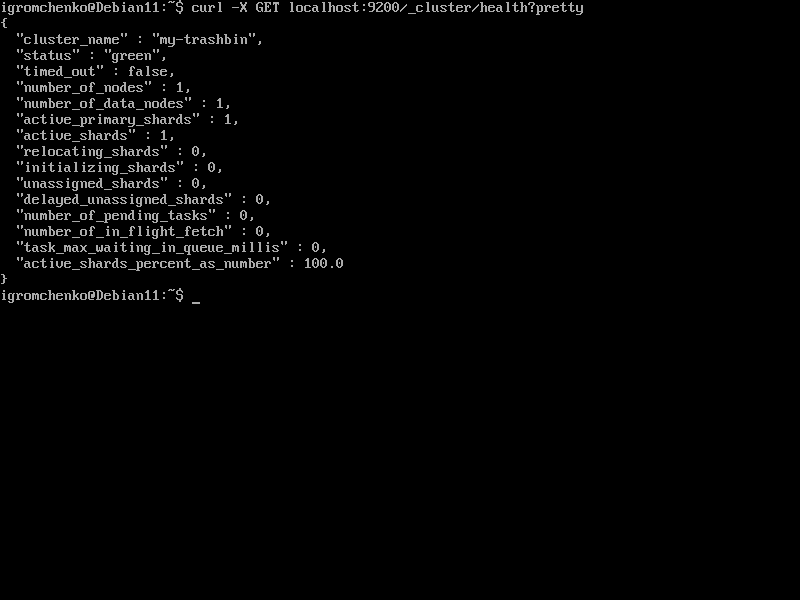 igromchenko@Debian11:~$ curl -X GET localhost:9200/_cluster/health?pretty
{
  "cluster_name" : "my-trashbin",
  "status" : "green",
  "timed_out" : false,
  "number_of_nodes" : 1,
  "number_of_data_nodes" : 1,
  "active_primary_shards" : 1,
  "active_shards" : 1,
  "relocating_shards" : 0,
  "initializing_shards" : 0,
  "unassigned_shards" : 0,
  "delayed_unassigned_shards" : 0,
  "number_of_pending_tasks" : 0,
  "number_of_in_flight_fetch" : 0,
  "task_max_waiting_in_queue_millis" : 0,
  "active_shards_percent_as_number" : 100.0
}
igromchenko@Debian11:~$ _